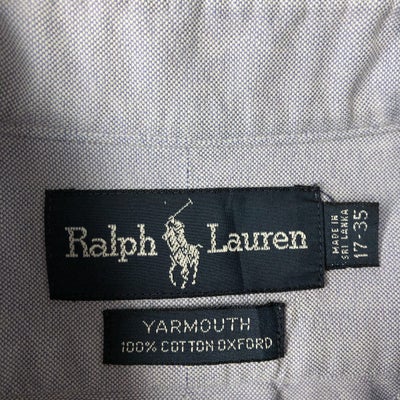 Ralph Lauren
MADE IN
SRI LANKA
17-35
YARMOUTH
100% COTTON OXFORD